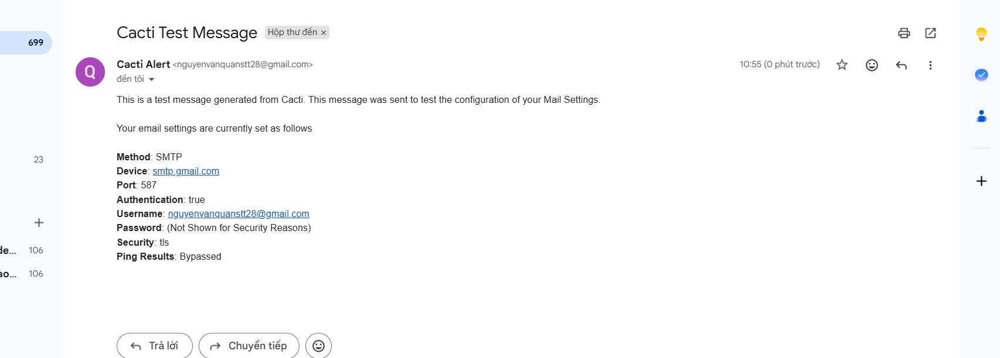 699
Cacti Test Message Hộp thư đến ×
Cacti Alert <nguyenvanquanstt28@gmail.com> 10:55 (0 phút trước)
Q
đến tôi
This is a test message generated from Cacti. This message was sent to test the configuration of your Mail Settings.
Your email settings are currently set as follows
Method: SMTP
23
Device: smtp.gmail.com
Port: 587
Authentication: true
Username: nguyenvanquanstt28@gmail.com
Password: (Not Shown for Security Reasons)
Security: tls
de... 106
Ping Results: Bypassed
ào... 106
Trả lời
Chuyển tiếp